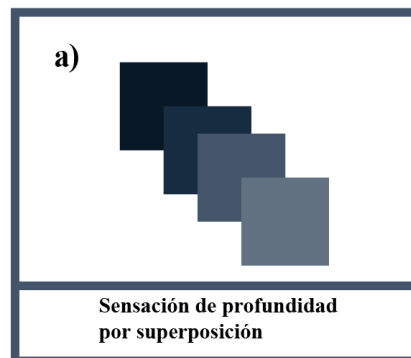 a)
Sensación de profundidad
por superposición